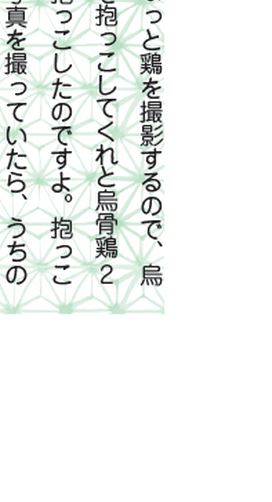 っと鶏を撮影するので、烏
抱っこしてくれと烏骨鶏２
っこしたのですよ。抱っこ
真を撮っていたら、うちの